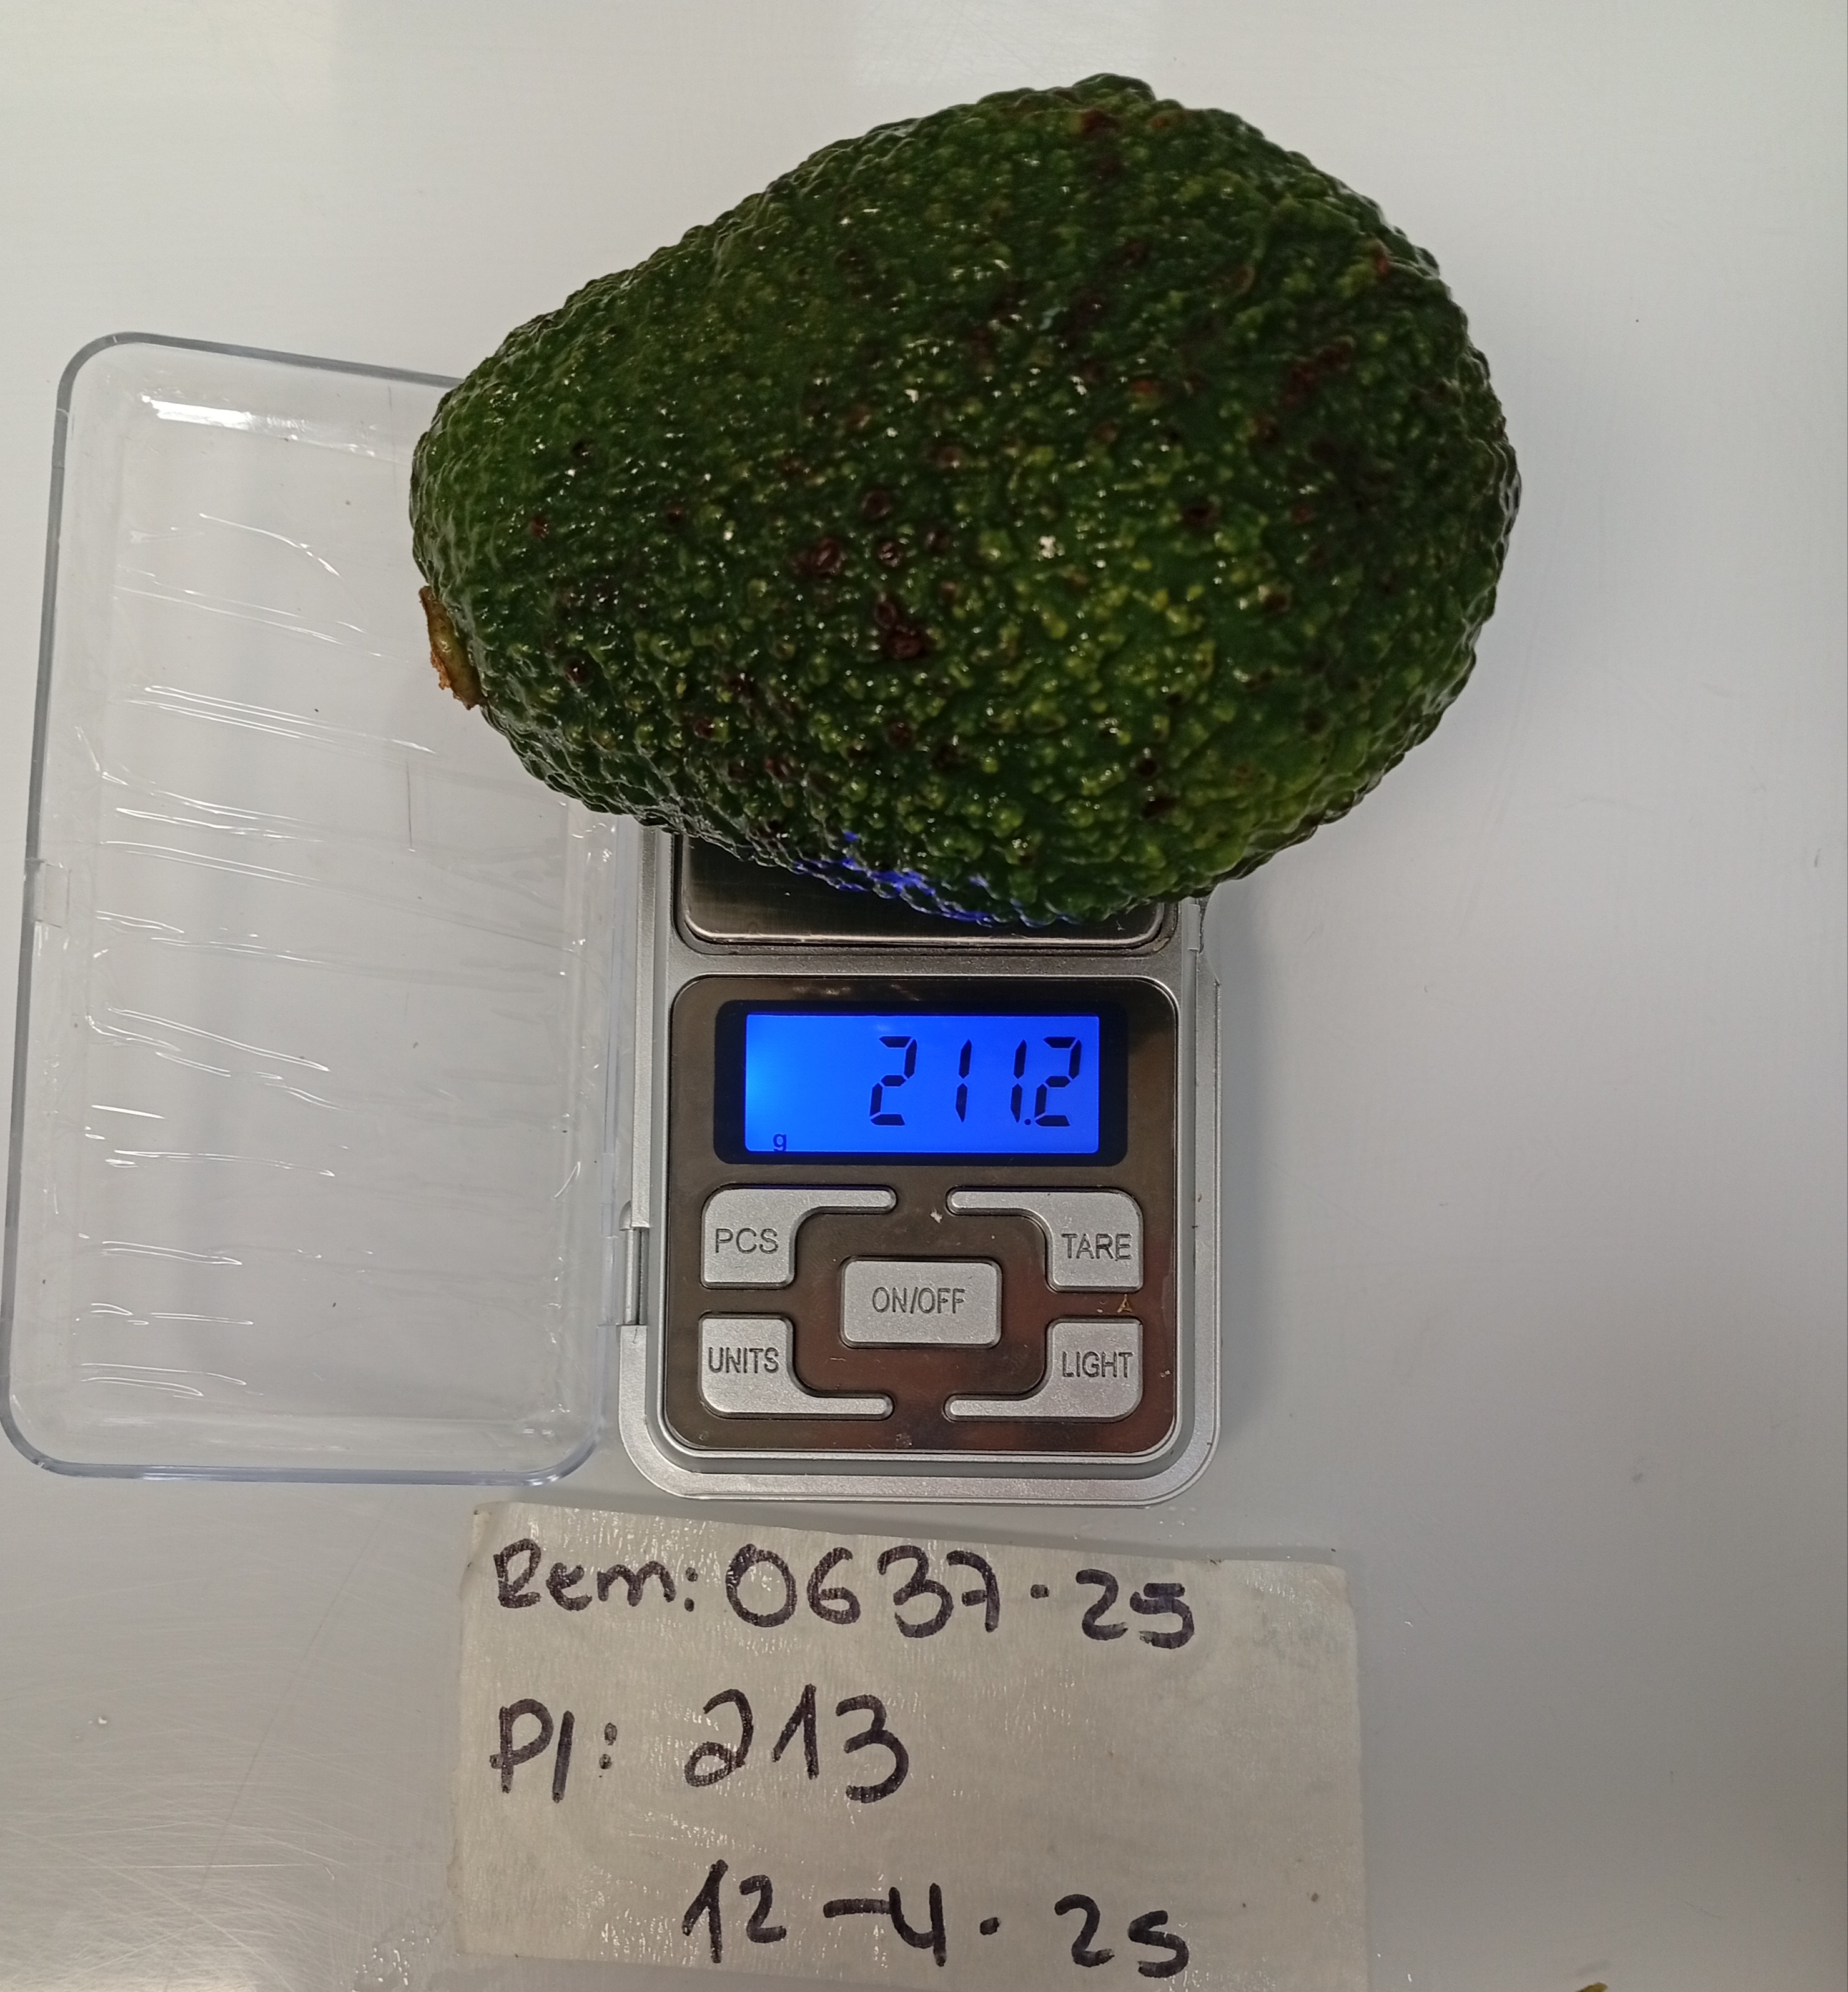 211.2
g
PCS TARE
ON/OFF
UNITS LIGHT
Rem: 0637·25
Pl: 213
12-4·25